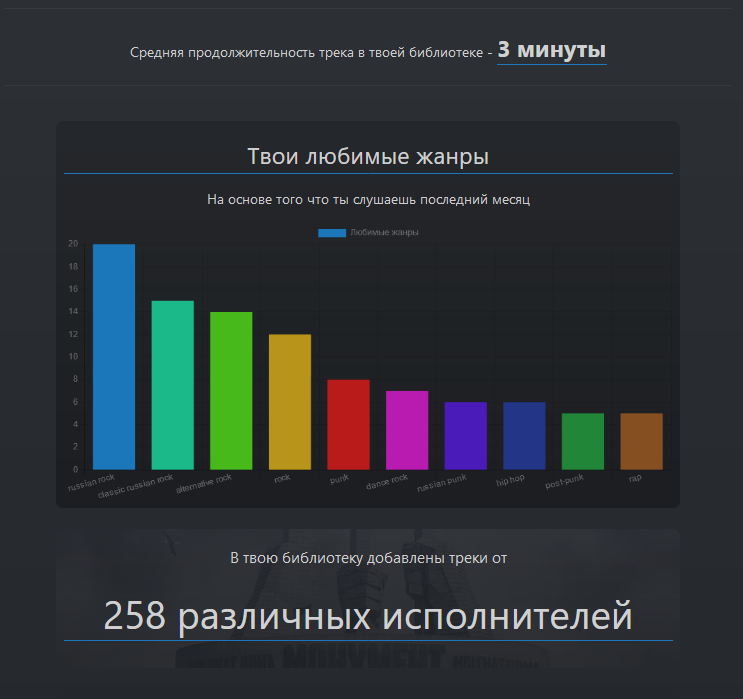 Средняя продолжительность трека в твоей библиотеке - 3 минуты
Твои любимые жанры
На основе того что ты слушаешь последний месяц
Любимые жанры
20
18
16
14
12
10
8
6
4
2
0
russian rock
classic russian rock
alternative rock
rock
punk
dance rock
russian punk
hip hop
post-punk
rap
В твою библиотеку добавлены треки от
258 различных исполнителей
MONUMENT